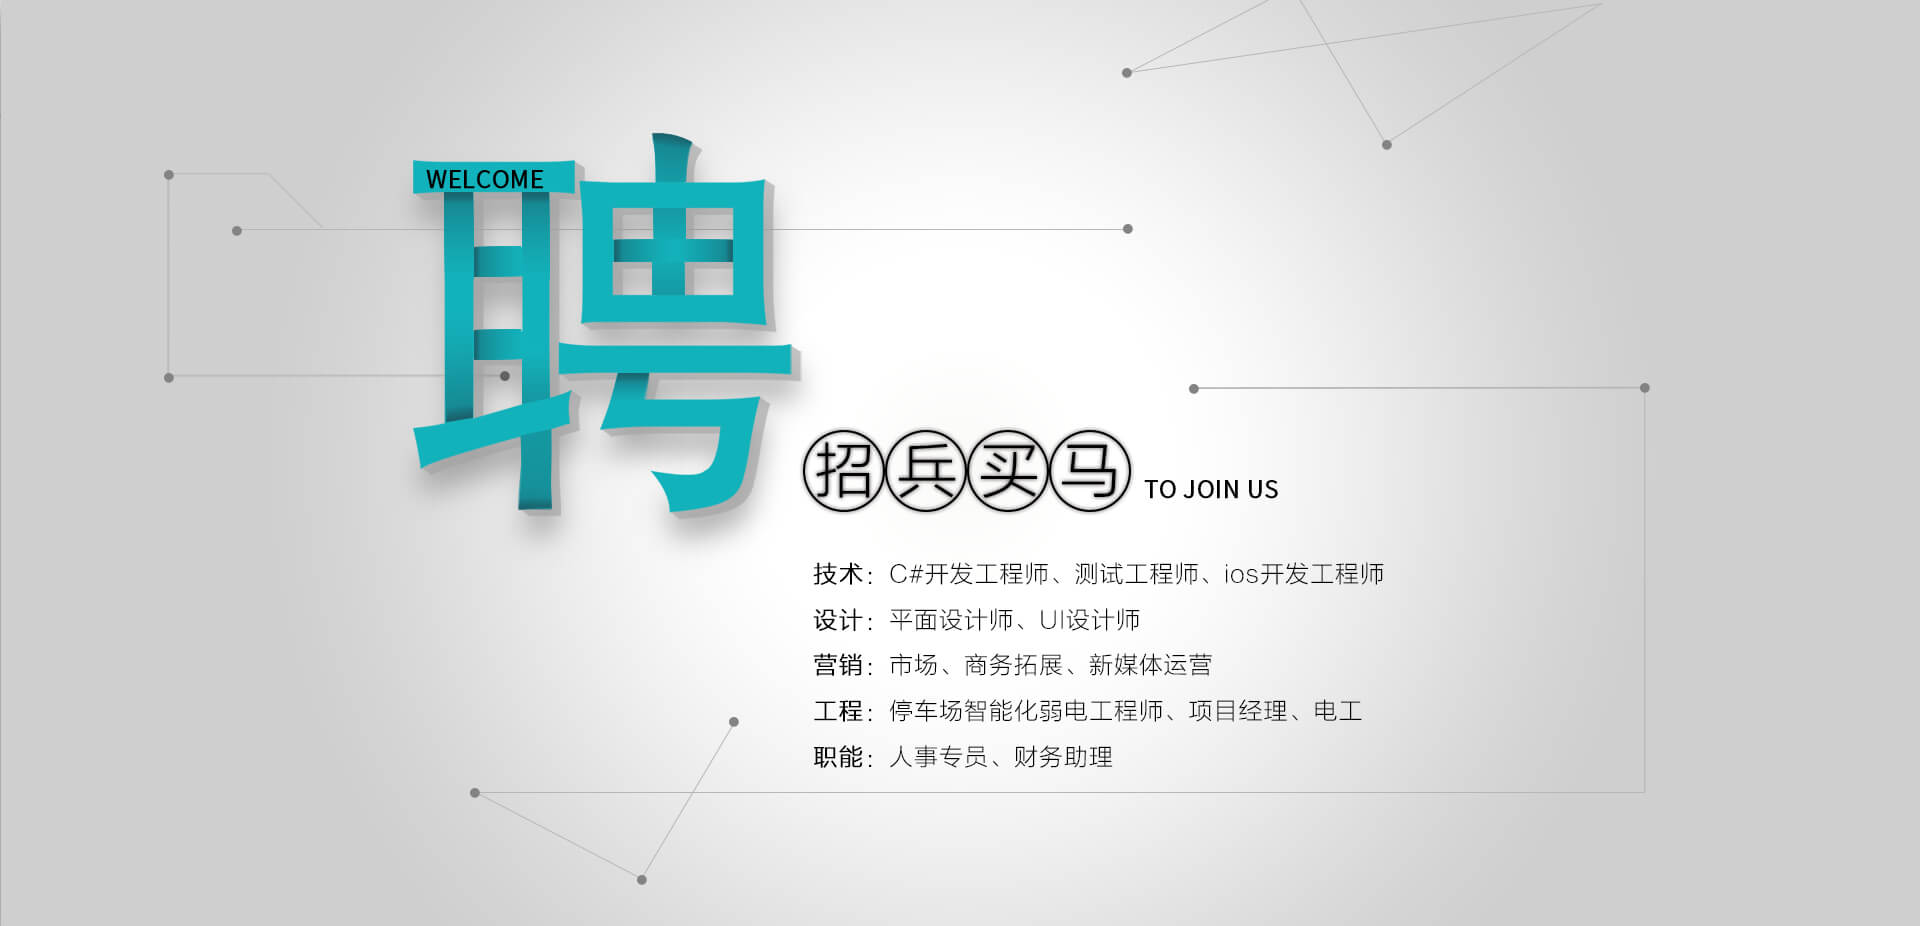 聘
WELCOME
招兵买马 TO JOIN US
技术：C#开发工程师、测试工程师、ios开发工程师
设计：平面设计师、UI设计师
营销：市场、商务拓展、新媒体运营
工程：停车场智能化弱电工程师、项目经理、电工
职能：人事专员、财务助理